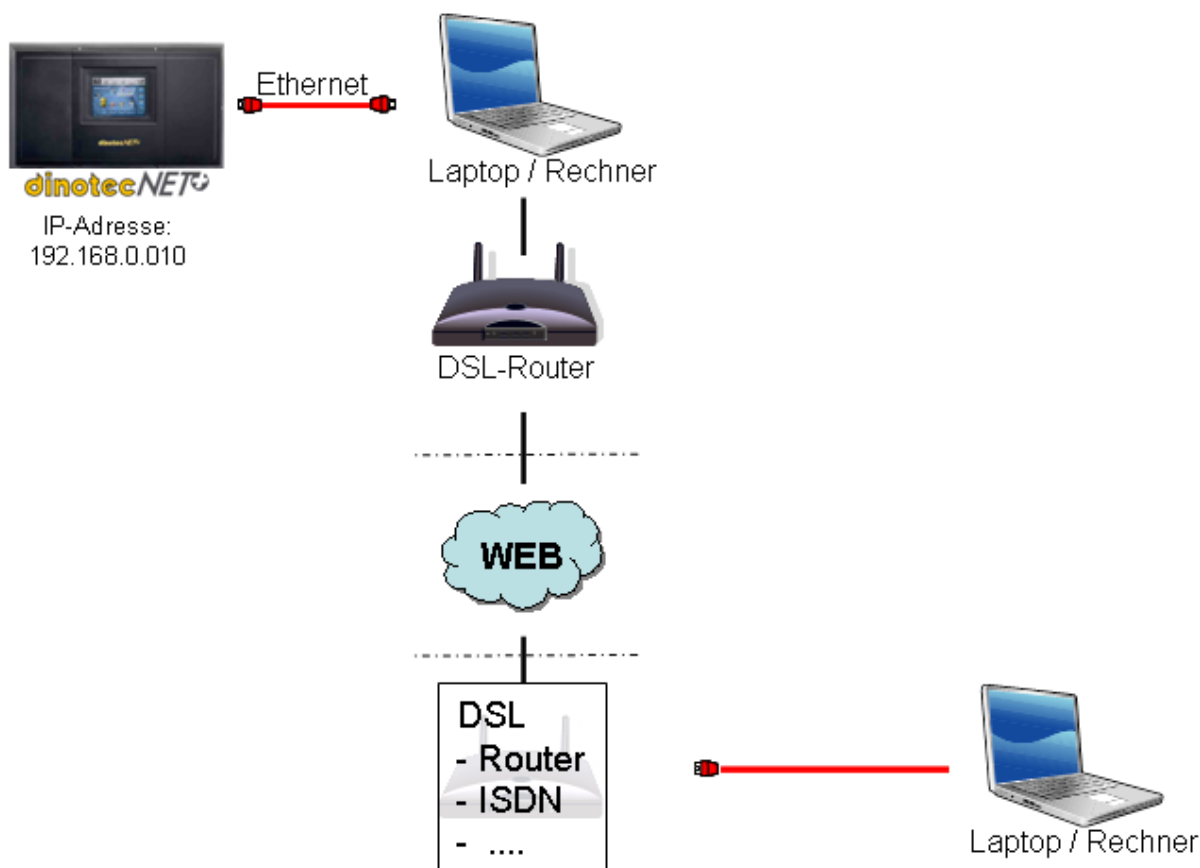 Ethernet
Laptop / Rechner
dinotecNET
IP-Adresse:
192.168.0.010
DSL-Router
WEB
DSL
- Router
- ISDN
- ....
Laptop / Rechner